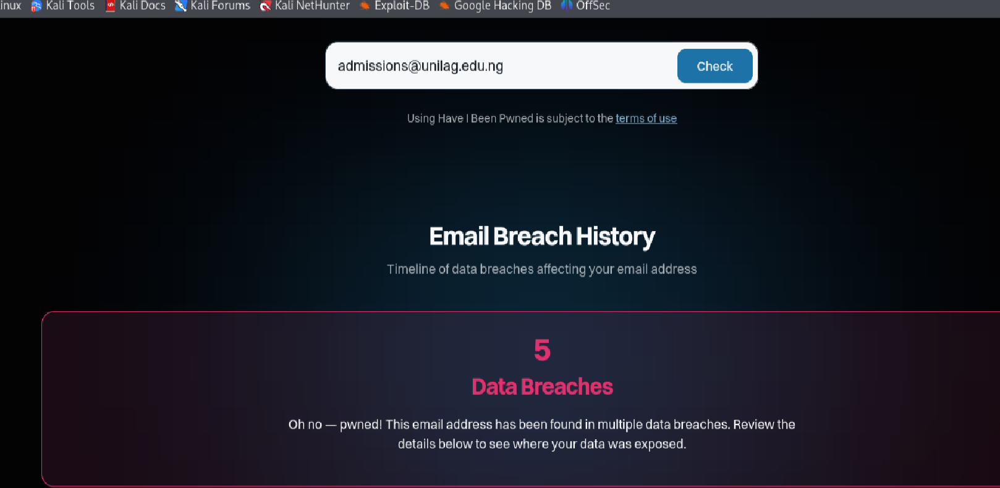 inux Kali Tools Kali Docs Kali Forums Kali NetHunter Exploit-DB Google Hacking DB OffSec
admissions@unilag.edu.ng Check
Using Have I Been Pwned is subject to the terms of use
Email Breach History
Timeline of data breaches affecting your email address
5
Data Breaches
Oh no — pwned! This email address has been found in multiple data breaches. Review the
details below to see where your data was exposed.